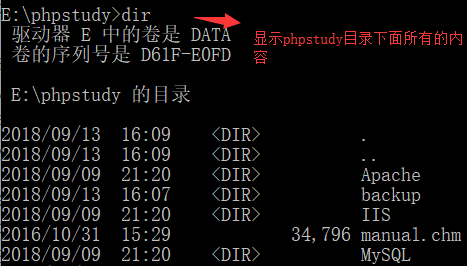 E:\phpstudy>dir
显示phpstudy目录下面所有的内容
驱动器 E 中的卷是 DATA
卷的序列号是 D61F-E0FD
E:\phpstudy 的目录
2018/09/13 16:09 <DIR> .
2018/09/13 16:09 <DIR> ..
2018/09/09 21:20 <DIR> Apache
2018/09/13 16:07 <DIR> backup
2018/09/09 21:20 <DIR> IIS
2016/10/31 15:29 34,796 manual.chm
2018/09/09 21:20 <DIR> MySQL